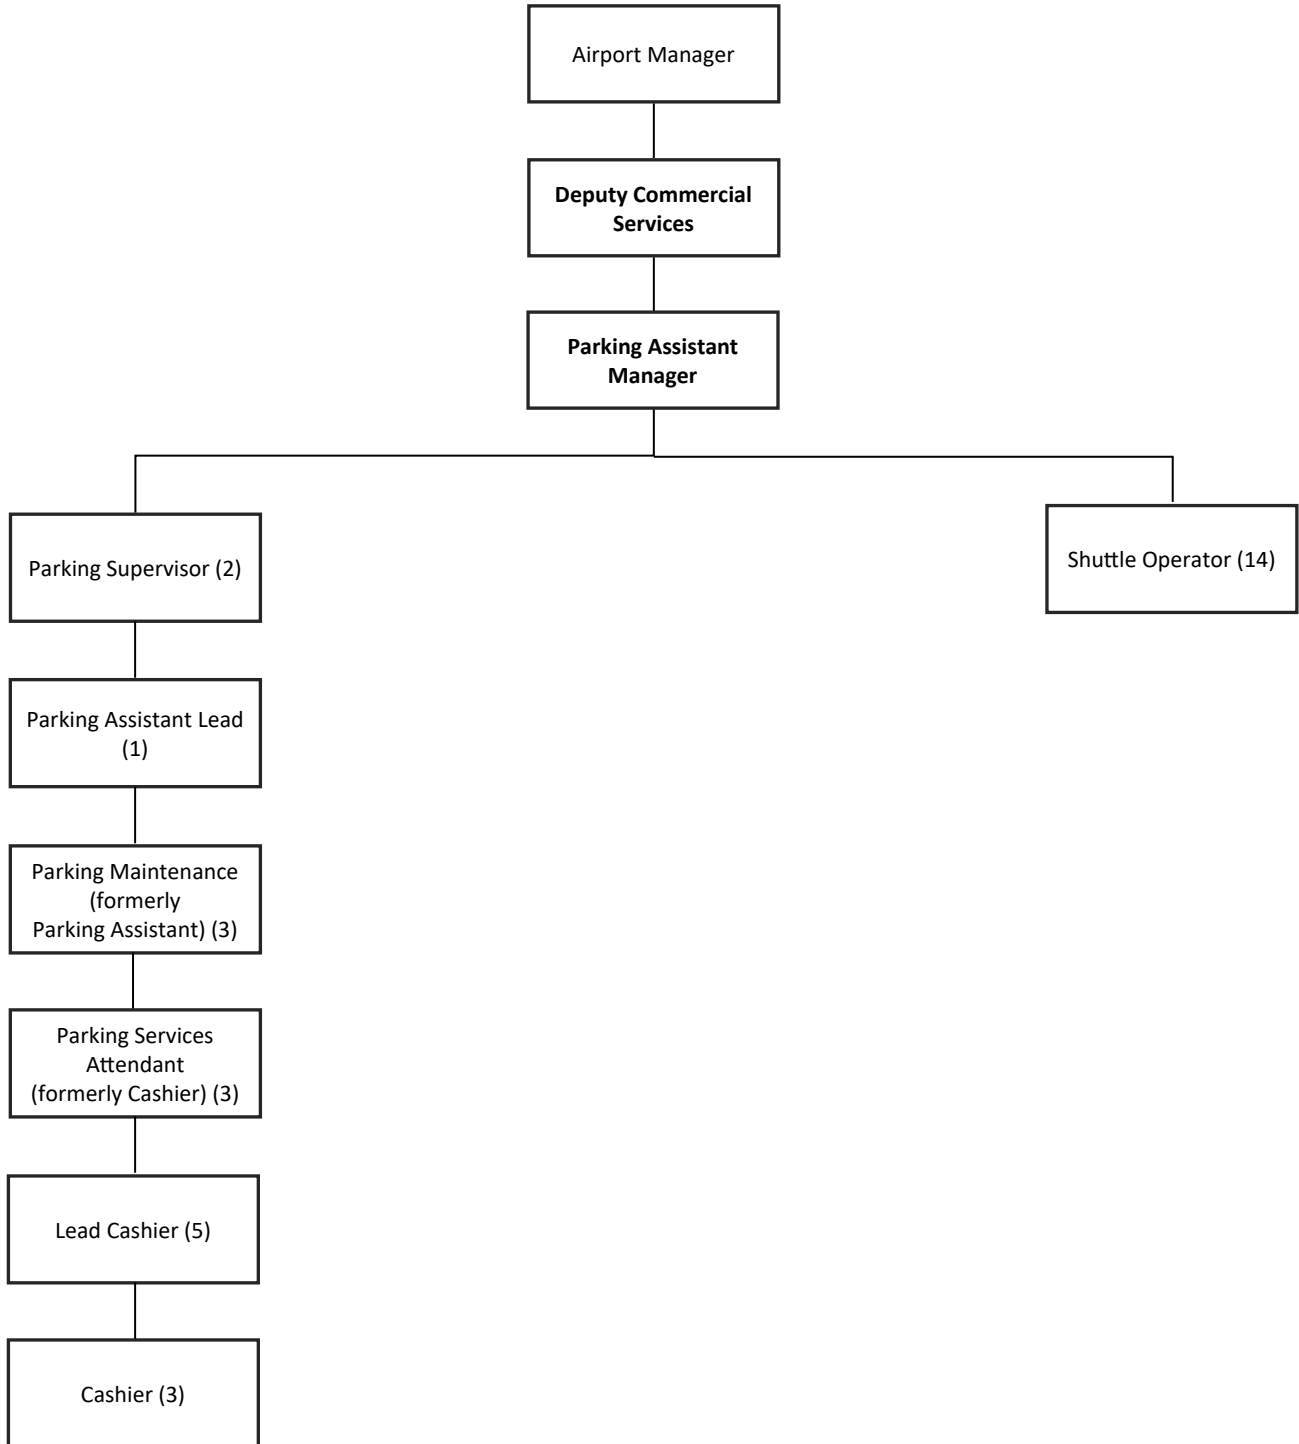 Airport Manager
Deputy Commercial
Services
Parking Assistant
Manager
Parking Supervisor (2)
Shuttle Operator (14)
Parking Assistant Lead
(1)
Parking Maintenance
(formerly
Parking Assistant) (3)
Parking Services
Attendant
(formerly Cashier) (3)
Lead Cashier (5)
Cashier (3)